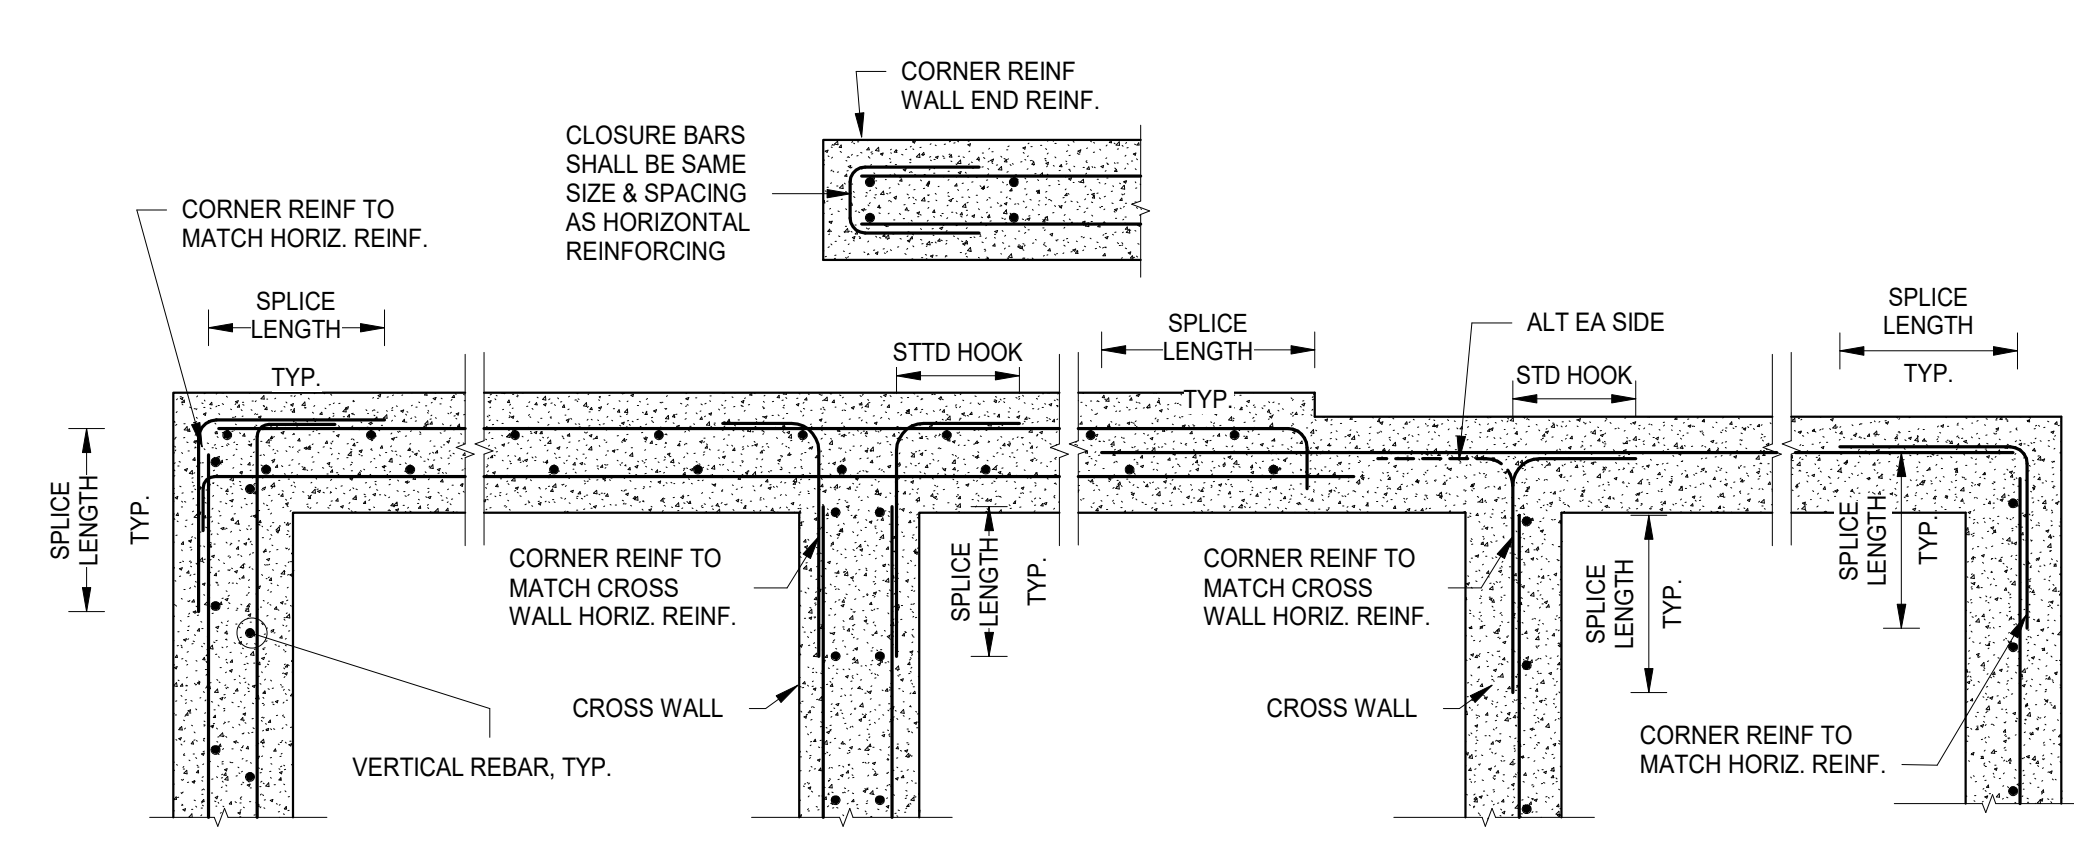 CORNER REINF
WALL END REINF.
CLOSURE BARS
SHALL BE SAME
SIZE & SPACING
AS HORIZONTAL
REINFORCING
CORNER REINF TO
MATCH HORIZ. REINF.
SPLICE
LENGTH
TYP.
SPLICE
LENGTH
TYP.
STTD HOOK
SPLICE
LENGTH
TYP.
ALT EA SIDE
STD HOOK
SPLICE
LENGTH
TYP.
CORNER REINF TO
MATCH CROSS
WALL HORIZ. REINF.
SPLICE
LENGTH
TYP.
CORNER REINF TO
MATCH CROSS
WALL HORIZ. REINF.
SPLICE
LENGTH
TYP.
SPLICE
LENGTH
TYP.
CROSS WALL
CROSS WALL
VERTICAL REBAR, TYP.
CORNER REINF TO
MATCH HORIZ. REINF.